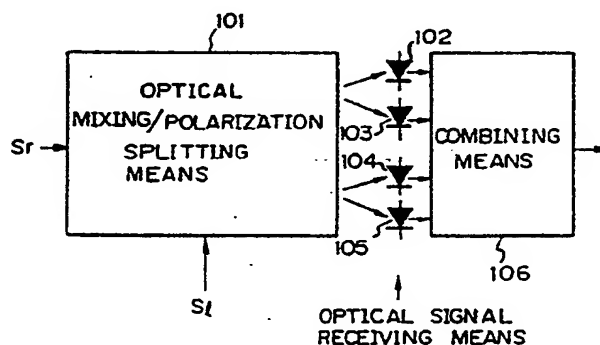 101
102
OPTICAL
MIXING/POLARIZATION
SPLITTING
MEANS
103
104
COMBINING
MEANS
Sr
105
106
Sl
OPTICAL SIGNAL
RECEIVING MEANS